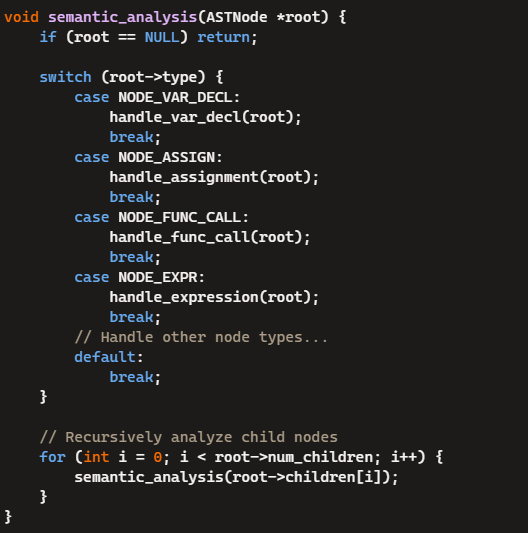 void semantic_analysis(ASTNode *root) {
    if (root == NULL) return;

    switch (root->type) {
        case NODE_VAR_DECL:
            handle_var_decl(root);
            break;
        case NODE_ASSIGN:
            handle_assignment(root);
            break;
        case NODE_FUNC_CALL:
            handle_func_call(root);
            break;
        case NODE_EXPR:
            handle_expression(root);
            break;
        // Handle other node types...
        default:
            break;
    }

    // Recursively analyze child nodes
    for (int i = 0; i < root->num_children; i++) {
        semantic_analysis(root->children[i]);
    }
}